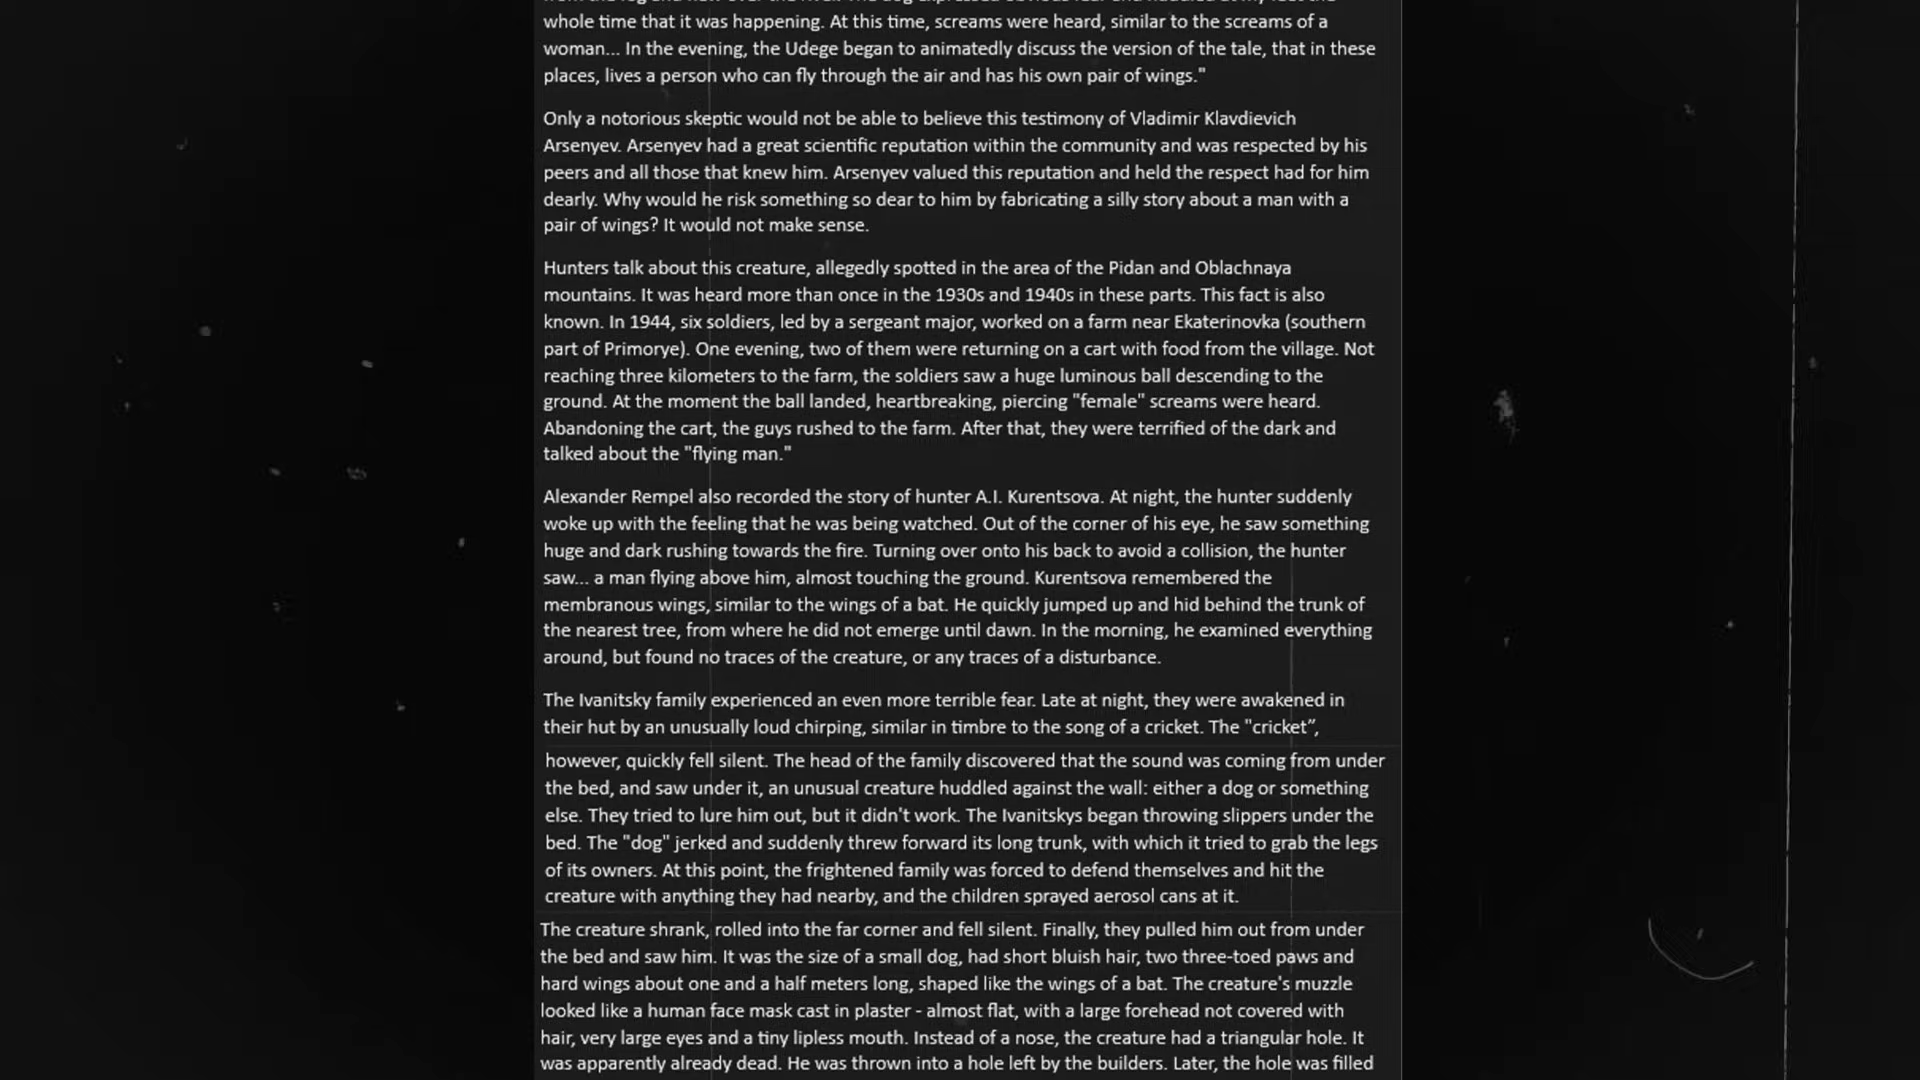 whole time that it was happening. At this time, screams were heard, similar to the screams of a
woman... In the evening, the Udege began to animatedly discuss the version of the tale, that in these
places, lives a person who can fly through the air and has his own pair of wings."
Only a notorious skeptic would not be able to believe this testimony of Vladimir Klavdievich
Arsenyev. Arsenyev had a great scientific reputation within the community and was respected by his
peers and all those that knew him. Arsenyev valued this reputation and held the respect had for him
dearly. Why would he risk something so dear to him by fabricating a silly story about a man with a
pair of wings? It would not make sense.
Hunters talk about this creature, allegedly spotted in the area of the Pidan and Oblachnaya
mountains. It was heard more than once in the 1930s and 1940s in these parts. This fact is also
known. In 1944, six soldiers, led by a sergeant major, worked on a farm near Ekaterinovka (southern
part of Primorye). One evening, two of them were returning on a cart with food from the village. Not
reaching three kilometers to the farm, the soldiers saw a huge luminous ball descending to the
ground. At the moment the ball landed, heartbreaking, piercing "female" screams were heard.
Abandoning the cart, the guys rushed to the farm. After that, they were terrified of the dark and
talked about the "flying man."
Alexander Rempel also recorded the story of hunter A.I. Kurentsova. At night, the hunter suddenly
woke up with the feeling that he was being watched. Out of the corner of his eye, he saw something
huge and dark rushing towards the fire. Turning over onto his back to avoid a collision, the hunter
saw... a man flying above him, almost touching the ground. Kurentsova remembered the
membranous wings, similar to the wings of a bat. He quickly jumped up and hid behind the trunk of
the nearest tree, from where he did not emerge until dawn. In the morning, he examined everything
around, but found no traces of the creature, or any traces of a disturbance.
The Ivanitsky family experienced an even more terrible fear. Late at night, they were awakened in
their hut by an unusually loud chirping, similar in timbre to the song of a cricket. The "cricket”,
however, quickly fell silent. The head of the family discovered that the sound was coming from under
the bed, and saw under it, an unusual creature huddled against the wall: either a dog or something
else. They tried to lure him out, but it didn't work. The Ivanitskys began throwing slippers under the
bed. The "dog" jerked and suddenly threw forward its long trunk, with which it tried to grab the legs
of its owners. At this point, the frightened family was forced to defend themselves and hit the
creature with anything they had nearby, and the children sprayed aerosol cans at it.
The creature shrank, rolled into the far corner and fell silent. Finally, they pulled him out from under
the bed and saw him. It was the size of a small dog, had short bluish hair, two three-toed paws and
hard wings about one and a half meters long, shaped like the wings of a bat. The creature's muzzle
looked like a human face mask cast in plaster - almost flat, with a large forehead not covered with
hair, very large eyes and a tiny lipless mouth. Instead of a nose, the creature had a triangular hole. It
was apparently already dead. He was thrown into a hole left by the builders. Later, the hole was filled